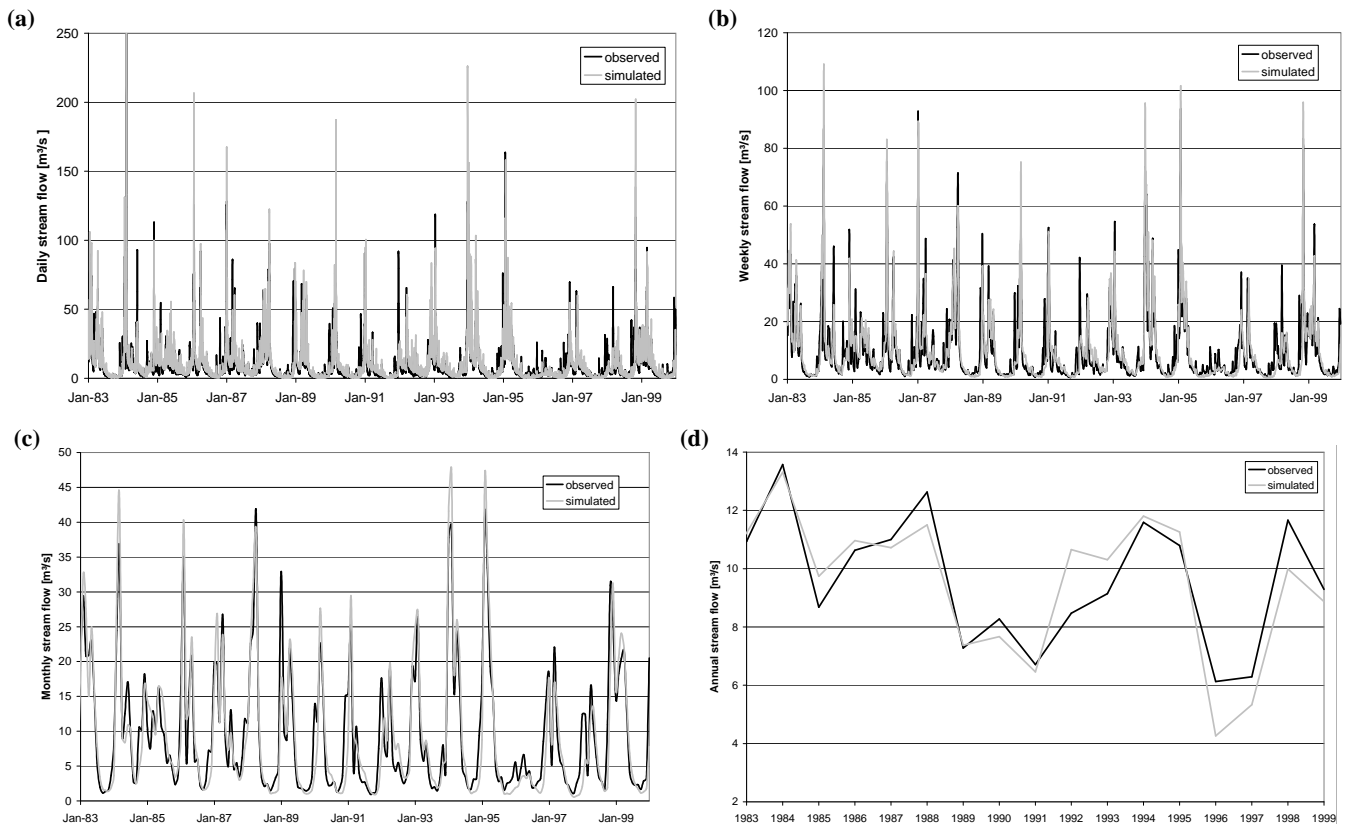 (a)
Daily stream flow [m³/s ]
250
200
150
100
50
0
observed
simulated
Jan-83 Jan-85 Jan-87 Jan-89 Jan-91 Jan-93 Jan-95 Jan-97 Jan-99
(b)
Weekly stream flow [m³/s]
120
100
80
60
40
20
0
observed
simulated
Jan-83 Jan-85 Jan-87 Jan-89 Jan-91 Jan-93 Jan-95 Jan-97 Jan-99
(c)
Monthly stream flow [m³/s]
50
45
40
35
30
25
20
15
10
5
0
observed
simulated
Jan-83 Jan-85 Jan-87 Jan-89 Jan-91 Jan-93 Jan-95 Jan-97 Jan-99
(d)
Annual stream flow [m³/s]
14
12
10
8
6
4
2
observed
simulated
1983 1984 1985 1986 1987 1988 1989 1990 1991 1992 1993 1994 1995 1996 1997 1998 1999